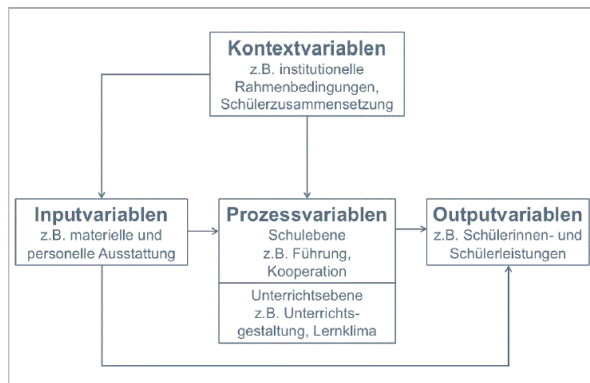 Kontextvariablen
z.B. institutionelle
Rahmenbedingungen,
Schülerzusammensetzung
Inputvariablen
z.B. materielle und
personelle Ausstattung
Prozessvariablen
Schulebene
z.B. Führung,
Kooperation
Unterrichtsebene
z.B. Unterrichts-
gestaltung, Lernklima
Outputvariablen
z.B. Schülerinnen- und
Schülerleistungen